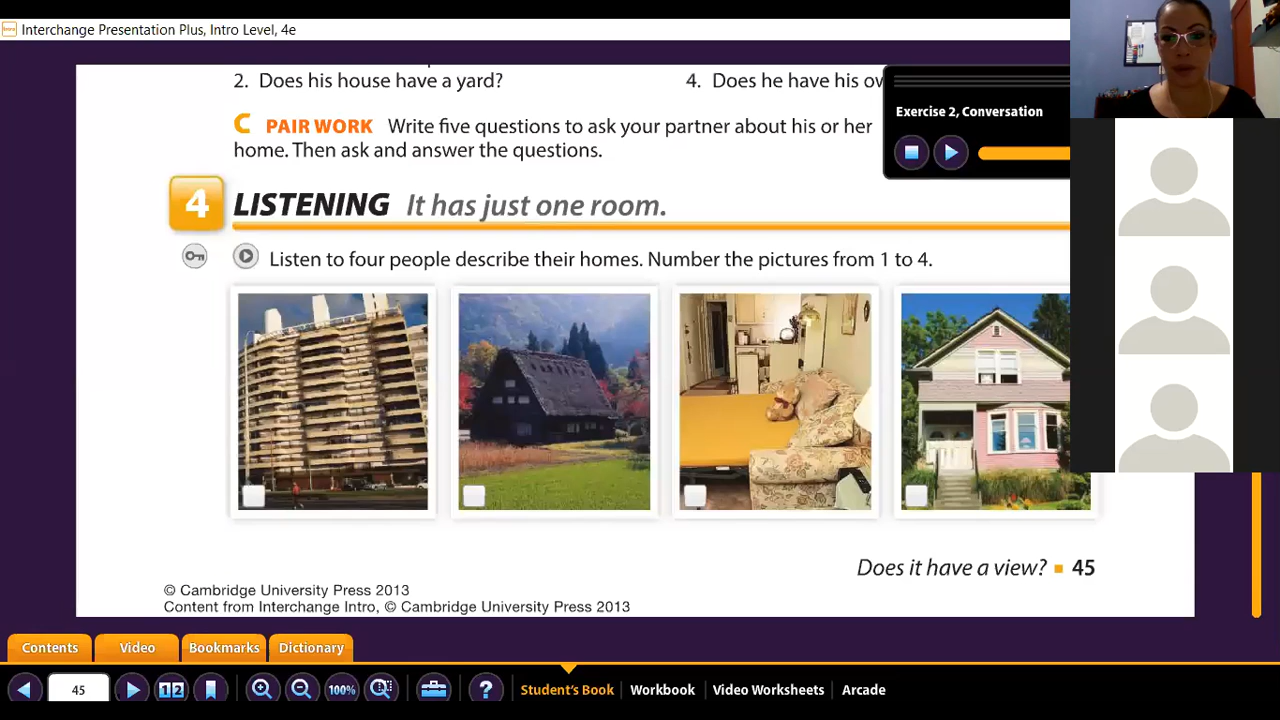 Interchange Presentation Plus, Intro Level, 4e
2. Does his house have a yard?
4. Does he have his
Exercise 2, Conversation
C PAIR WORK Write five questions to ask your partner about his or her
home. Then ask and answer the questions.
4 LISTENING It has just one room.
Listen to four people describe their homes. Number the pictures from 1 to 4.
Does it have a view? ■ 45
© Cambridge University Press 2013
Content from Interchange Intro, © Cambridge University Press 2013
Contents Video Bookmarks Dictionary
45 1 2 100% ? Student's Book Workbook Video Worksheets Arcade